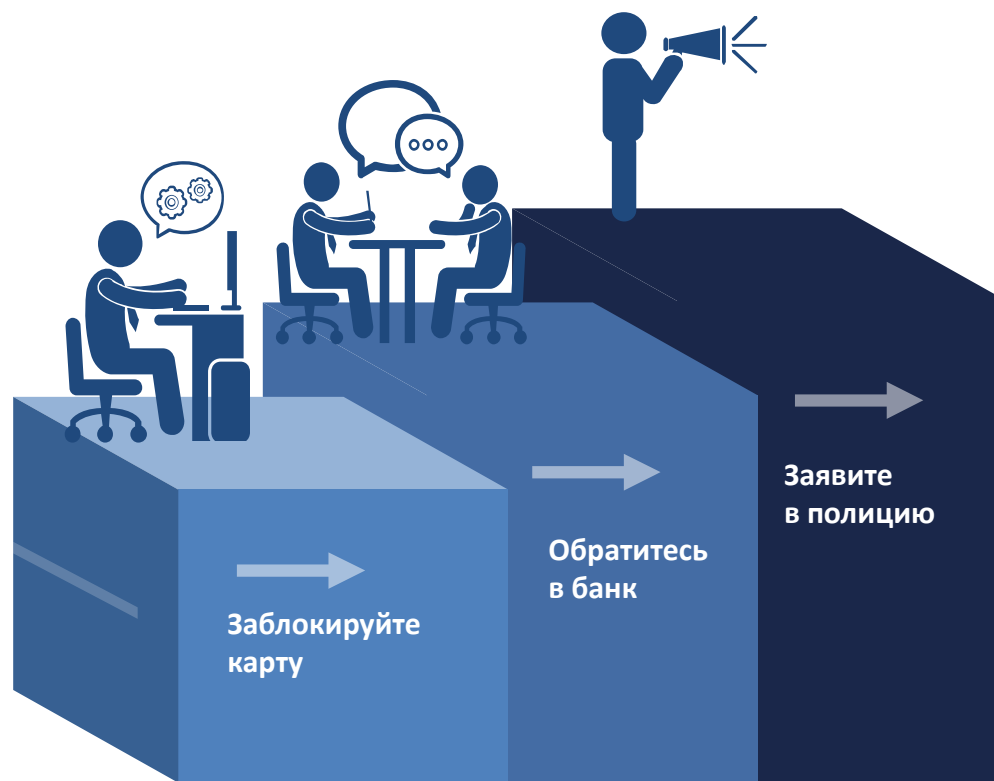 Заблокируйте
карту
Обратитесь
в банк
Заявите
в полицию